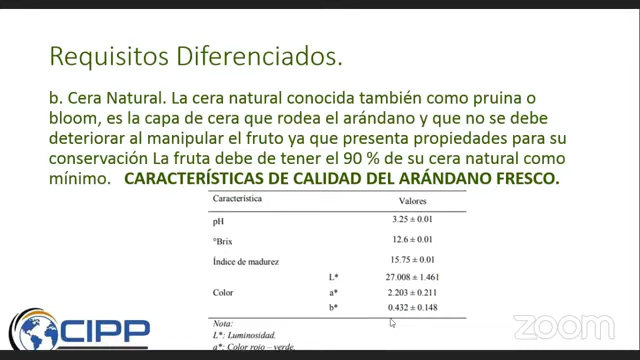 Requisitos Diferenciados.
b. Cera Natural. La cera natural conocida también como pruina o
bloom, es la capa de cera que rodea el arándano y que no se debe
deteriorar al manipular el fruto ya que presenta propiedades para su
conservación La fruta debe de tener el 90 % de su cera natural como
mínimo. CARACTERÍSTICAS DE CALIDAD DEL ARÁNDANO FRESCO.
Característica Valores
pH 3.25 ± 0.01
°Brix 12.6 ± 0.01
Índice de madurez 15.75 ± 0.01
L* 27.008 ± 1.461
Color a* 2.203 ± 0.211
b* 0.432 ± 0.148
Nota:
L*: Luminosidad.
a*: Color rojo – verde.
CIPP
zoom